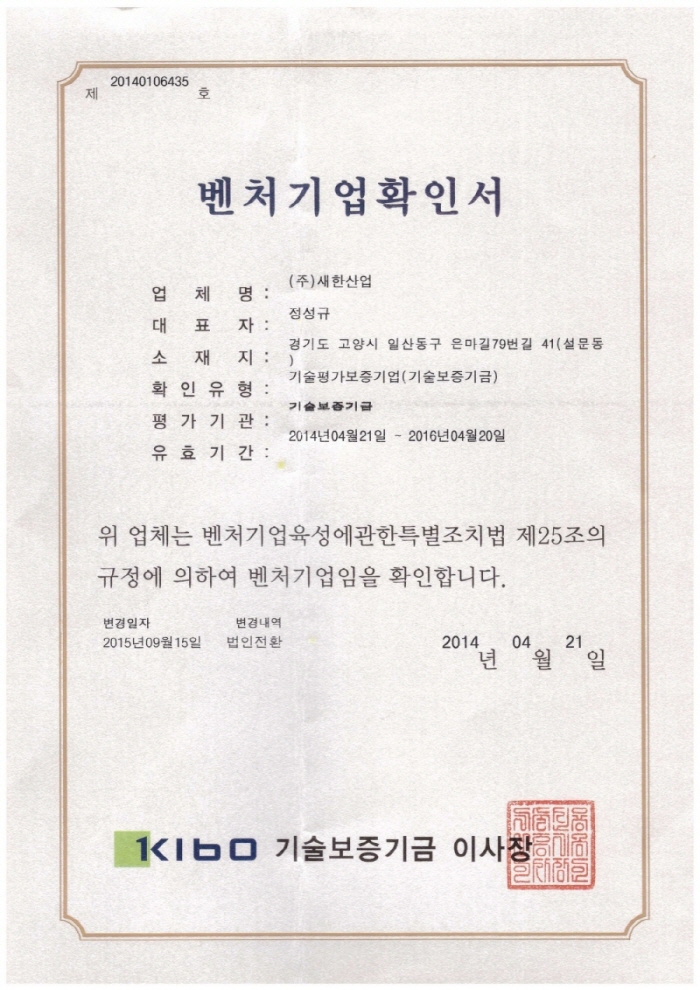 제 20140106435 호
벤처기업확인서
업 체 명 : (주)새한산업
대 표 자 : 정성규
소 재 지 : 경기도 고양시 일산동구 은마길79번길 41(설문동
)
확 인 유 형 : 기술평가보증기업(기술보증기금)
평 가 기 관 : 기술보증기금
유 효 기 간 : 2014년04월21일 ~ 2016년04월20일
위 업체는 벤처기업육성에관한특별조치법 제25조의
규정에 의하여 벤처기업임을 확인합니다.
변경일자 변경내역
2015년09월15일 법인전환
2014 년 04 월 21 일
KIBO 기술보증기금 이사장